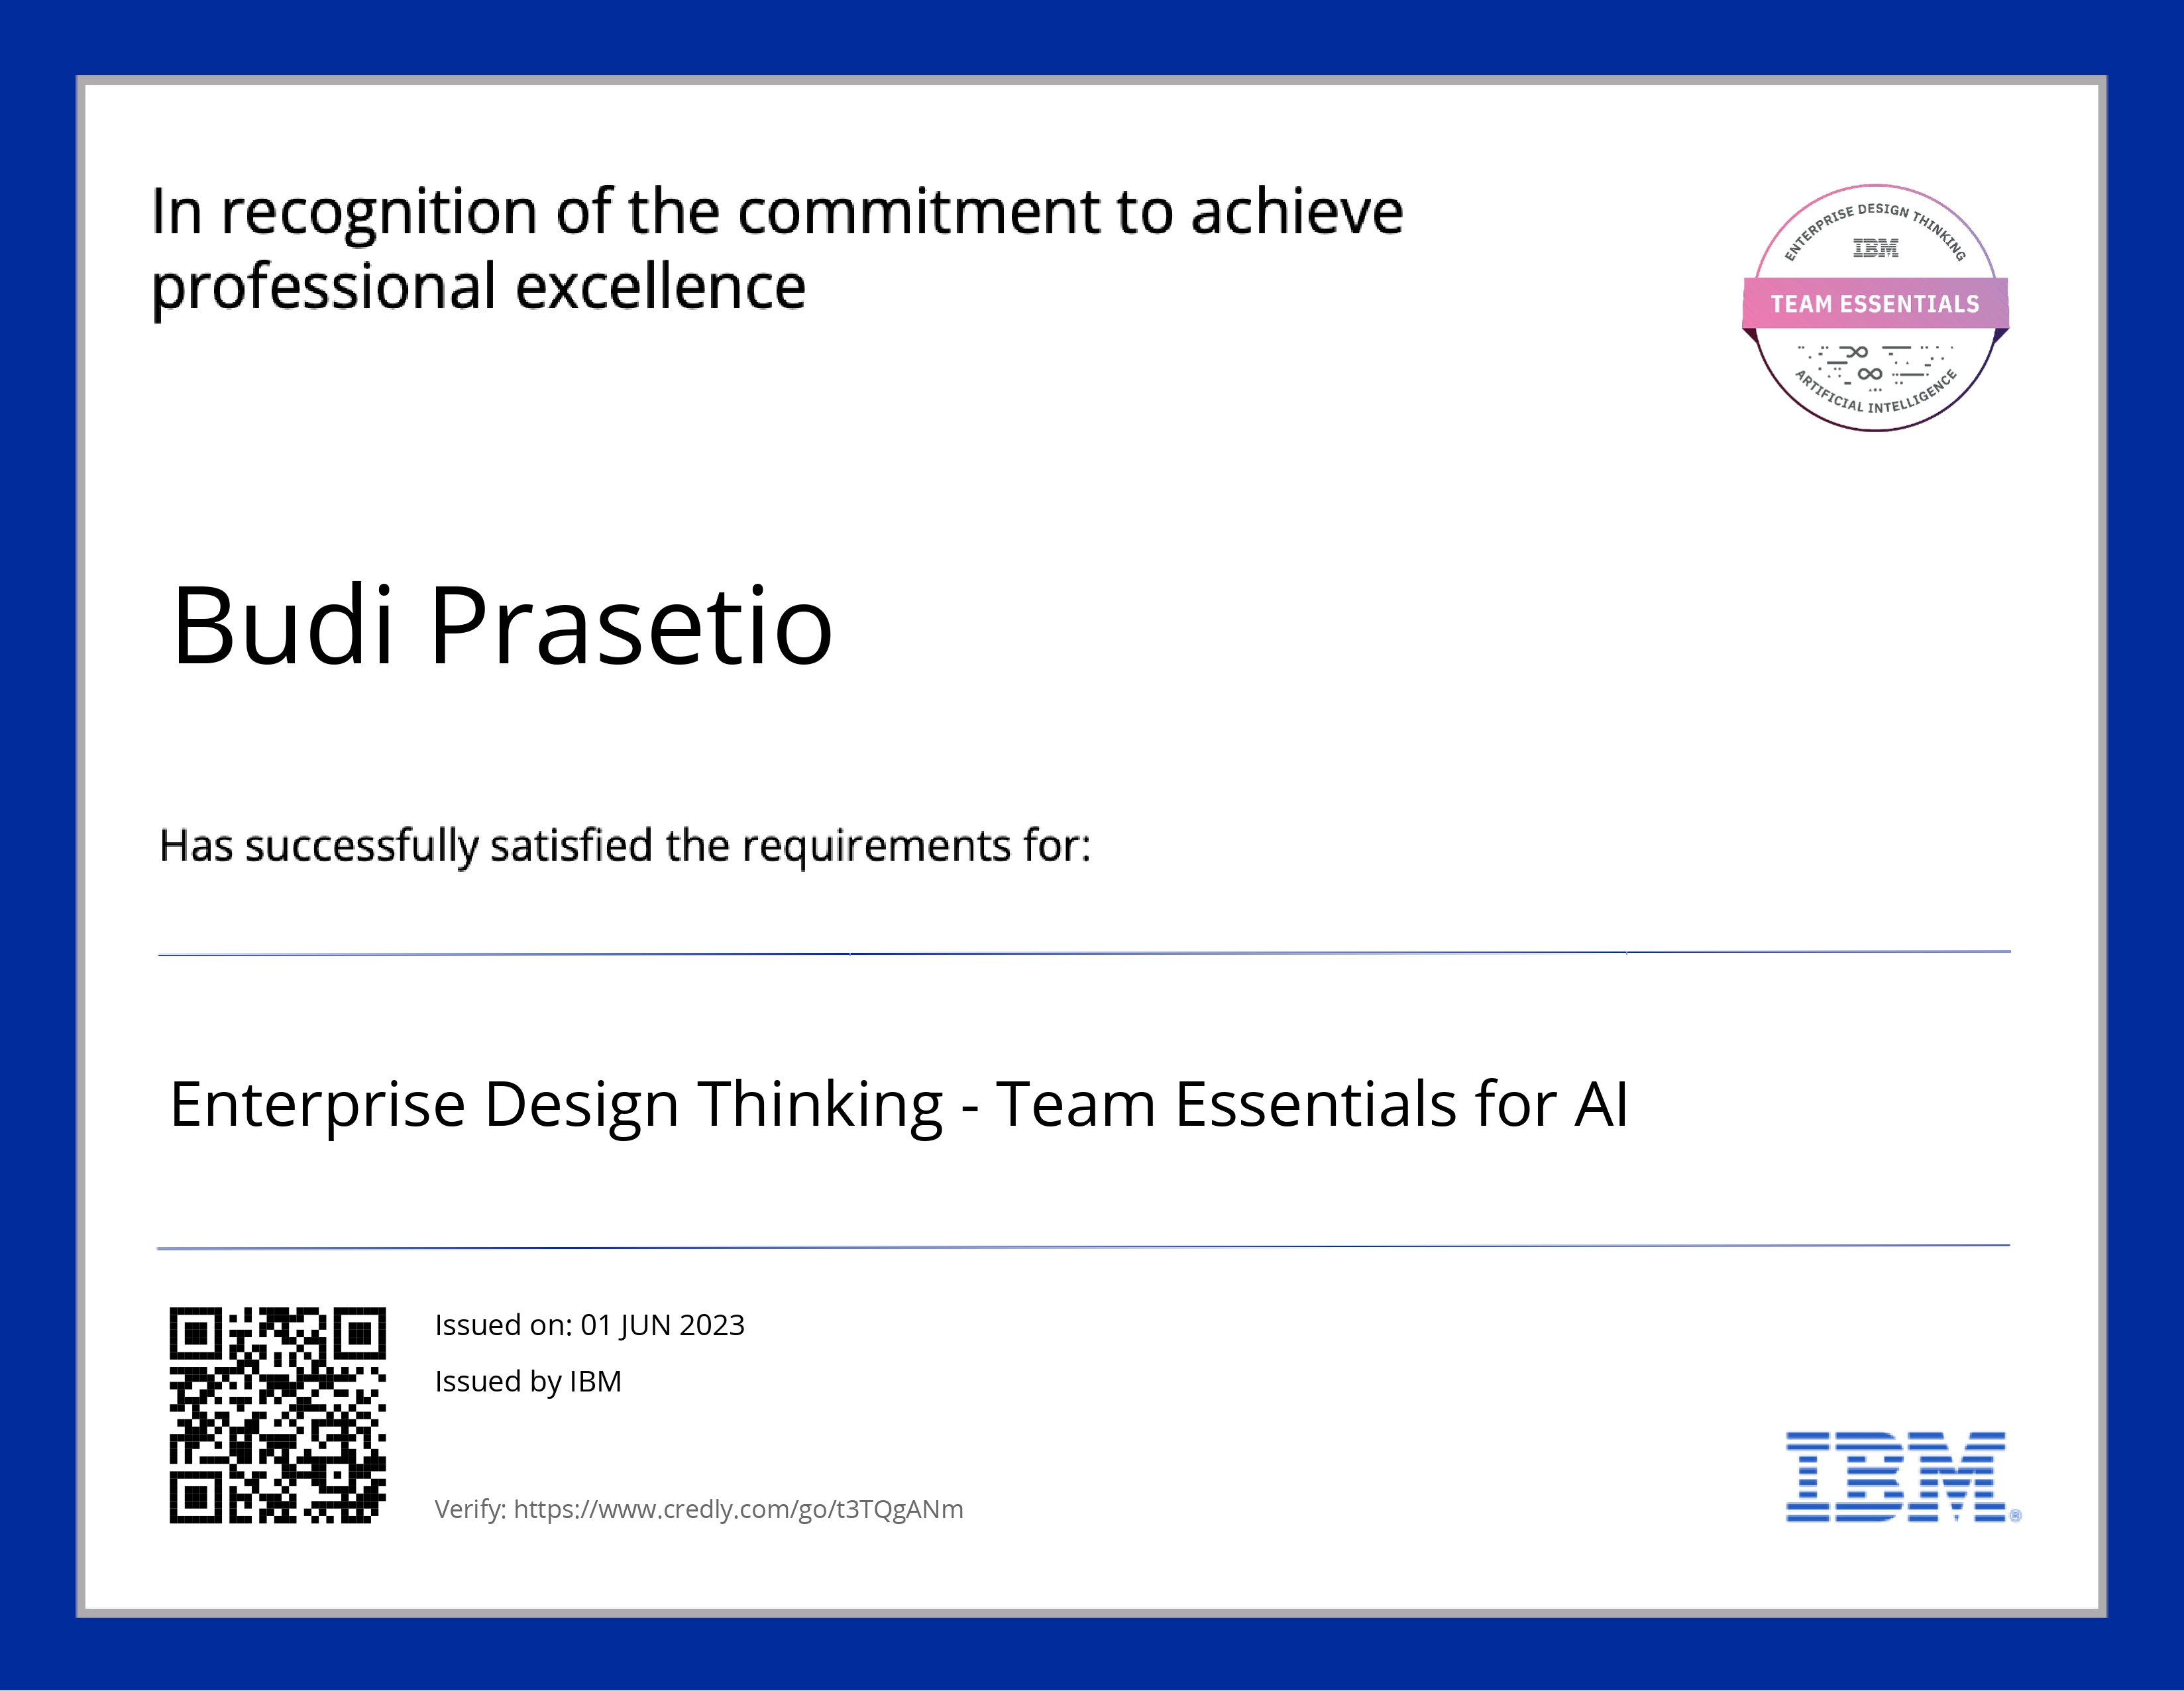 In recognition of the commitment to achieve
professional excellence
ENTERPRISE DESIGN THINKING
IBM
TEAM ESSENTIALS
ARTIFICIAL INTELLIGENCE
Budi Prasetio
Has successfully satisfied the requirements for:
Enterprise Design Thinking - Team Essentials for AI
Issued on: 01 JUN 2023
Issued by IBM
Verify: https://www.credly.com/go/t3TQgANm
IBM®